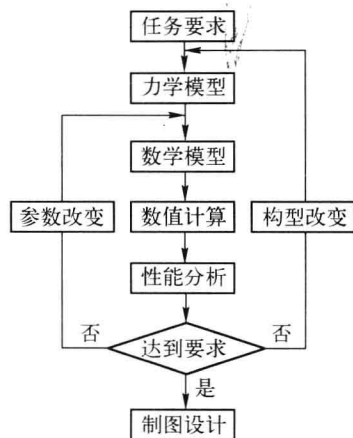 任务要求
力学模型
数学模型
参数改变
数值计算
构型改变
性能分析
否
达到要求
否
是
制图设计